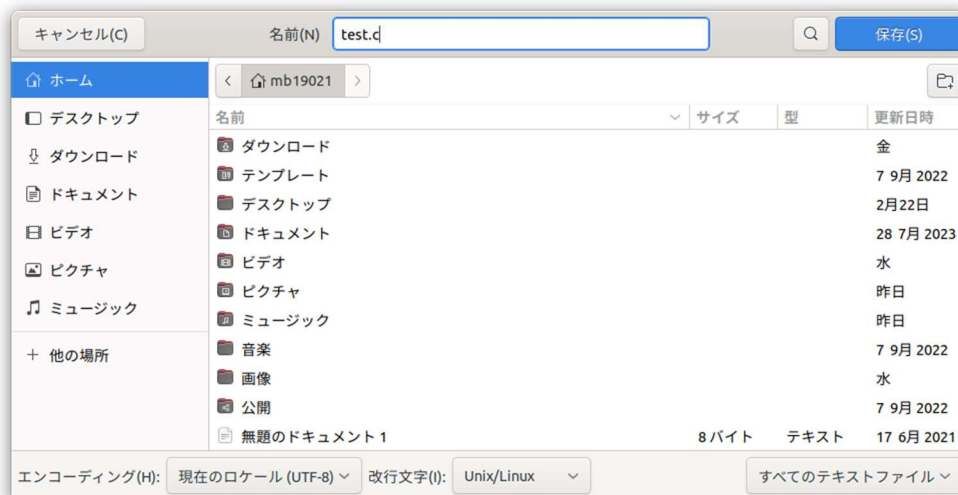 キャンセル(C) 名前(N) test.c 保存(S)
ホーム
デスクトップ
ダウンロード
ドキュメント
ビデオ
ピクチャ
ミュージック
+ 他の場所
mb19021
名前 サイズ 型 更新日時
ダウンロード 金
テンプレート 7 9月 2022
デスクトップ 2月22日
ドキュメント 28 7月 2023
ビデオ 水
ピクチャ 昨日
ミュージック 昨日
音楽 7 9月 2022
画像 水
公開 7 9月 2022
無題のドキュメント 1 8 バイト テキスト 17 6月 2021
エンコーディング(H): 現在のロケール (UTF-8) 改行文字(I): Unix/Linux すべてのテキストファイル